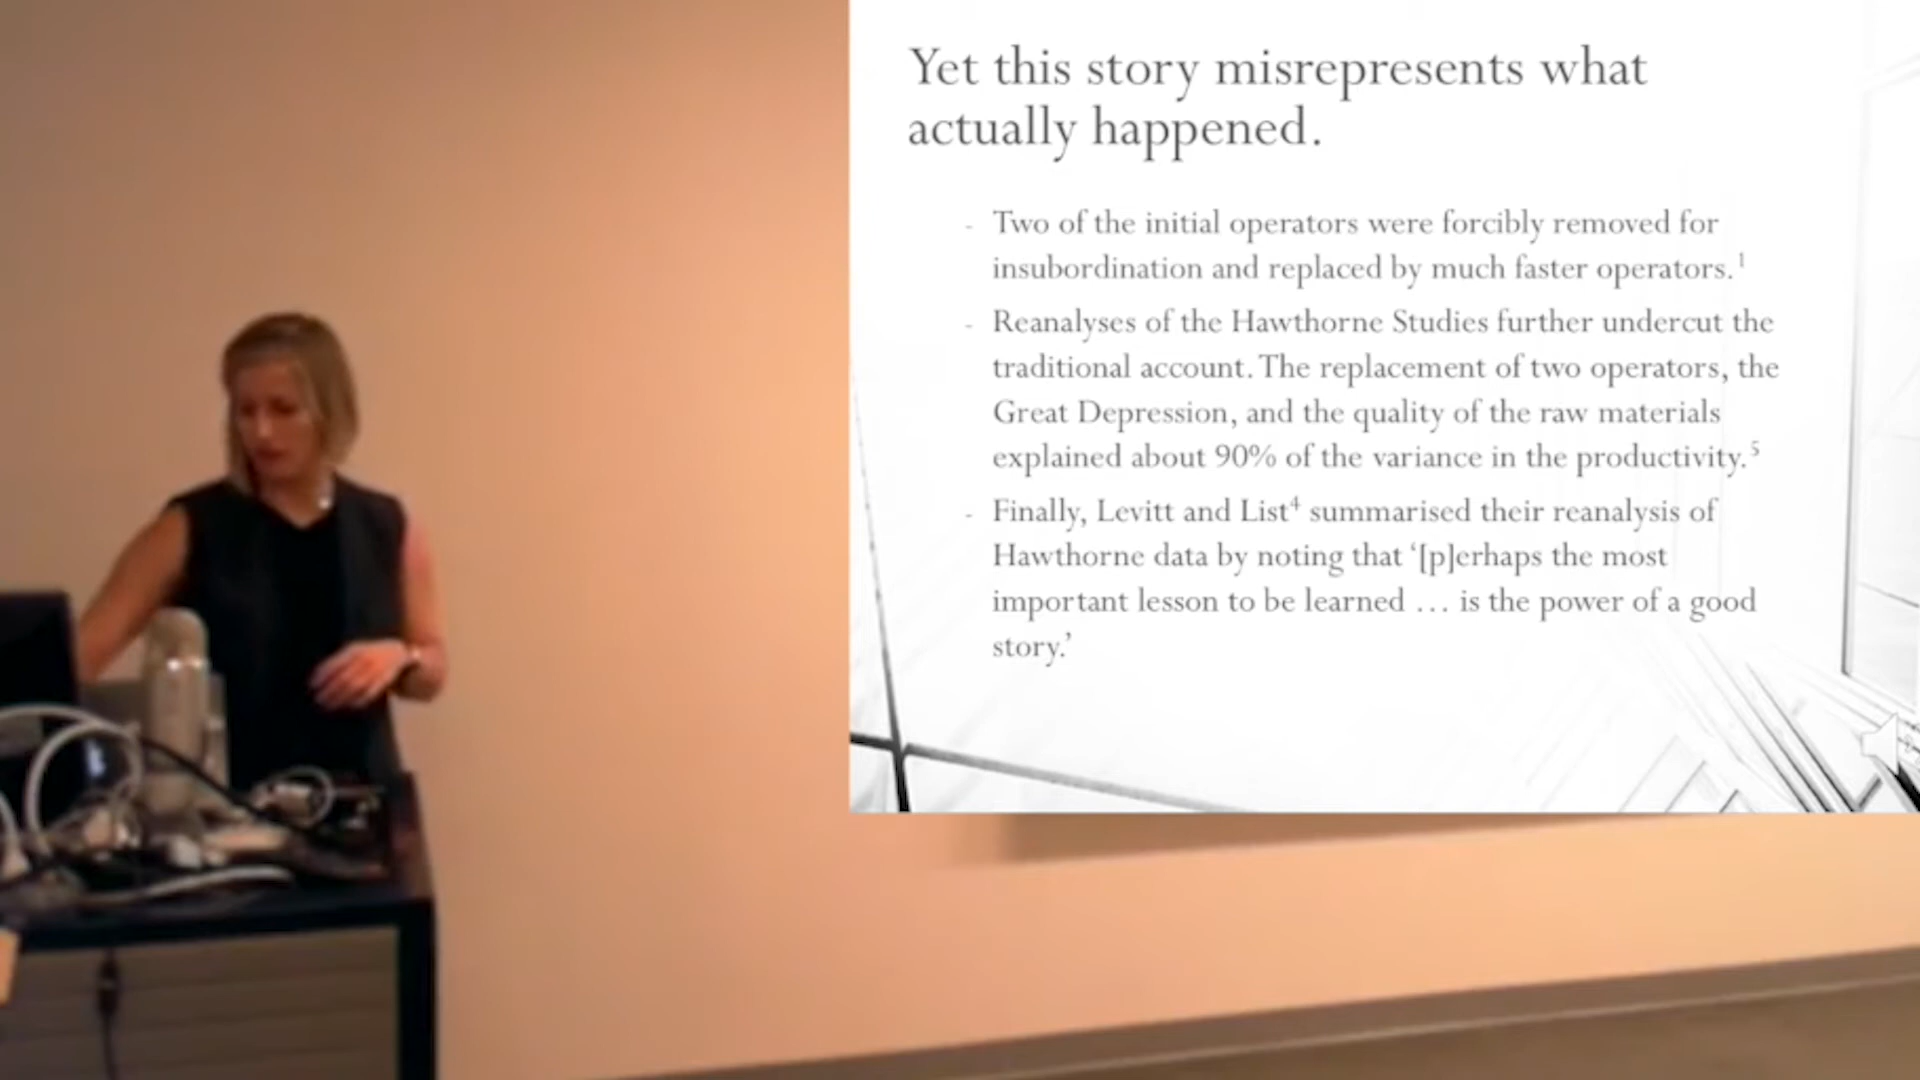 Yet this story misrepresents what
actually happened.
- Two of the initial operators were forcibly removed for
insubordination and replaced by much faster operators.¹
- Reanalyses of the Hawthorne Studies further undercut the
traditional account. The replacement of two operators, the
Great Depression, and the quality of the raw materials
explained about 90% of the variance in the productivity.⁵
- Finally, Levitt and List⁴ summarised their reanalysis of
Hawthorne data by noting that ‘[p]erhaps the most
important lesson to be learned … is the power of a good
story.’